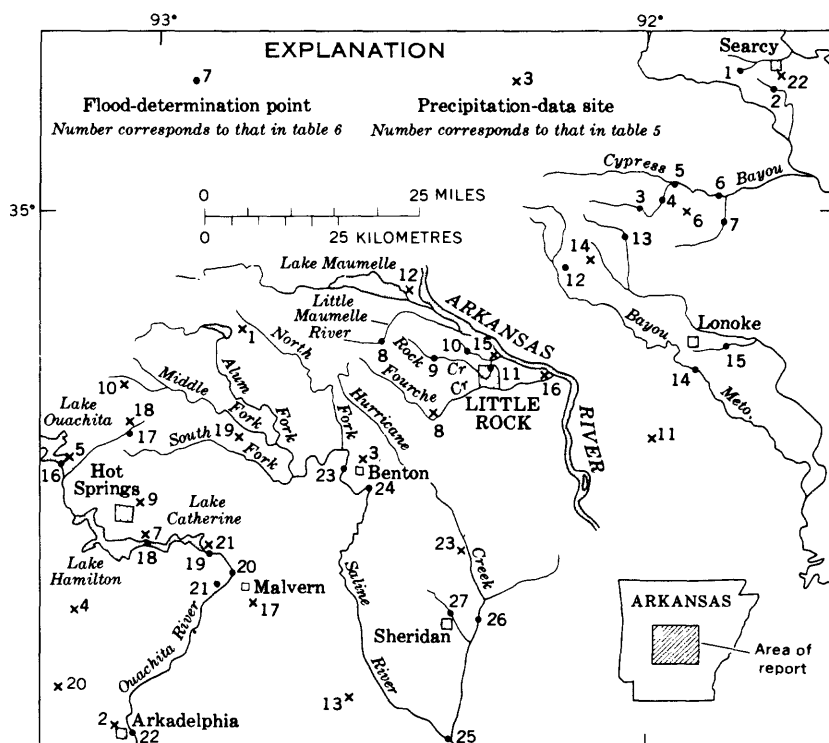 93°
92°
EXPLANATION
7
Flood-determination point
Number corresponds to that in table 6
3
Precipitation-data site
Number corresponds to that in table 5
0 25 MILES
0 25 KILOMETRES
35°
Searcy
1
22
2
Cypress Bayou
5
6
3
4
6
7
13
14
12
Bayou Meto
Lonoke
15
14
11
Lake Maumelle
12
Little
Maumelle
River
ARKANSAS RIVER
8
10
15
Rock Cr
9
11
16
Fourche Cr
8
LITTLE
ROCK
1
North Fork
Alum Fork
Middle Fork
South Fork
Hurricane Creek
10
Lake
Ouachita
18
17
19
2
5
16
Hot
Springs
9
3
Benton
23
24
Lake
Catherine
7
21
18
19
20
Lake
Hamilton
21
Malvern
17
4
Ouachita River
Saline River
23
27
Sheridan
26
20
13
2
Arkadelphia
22
25
ARKANSAS
Area of
report